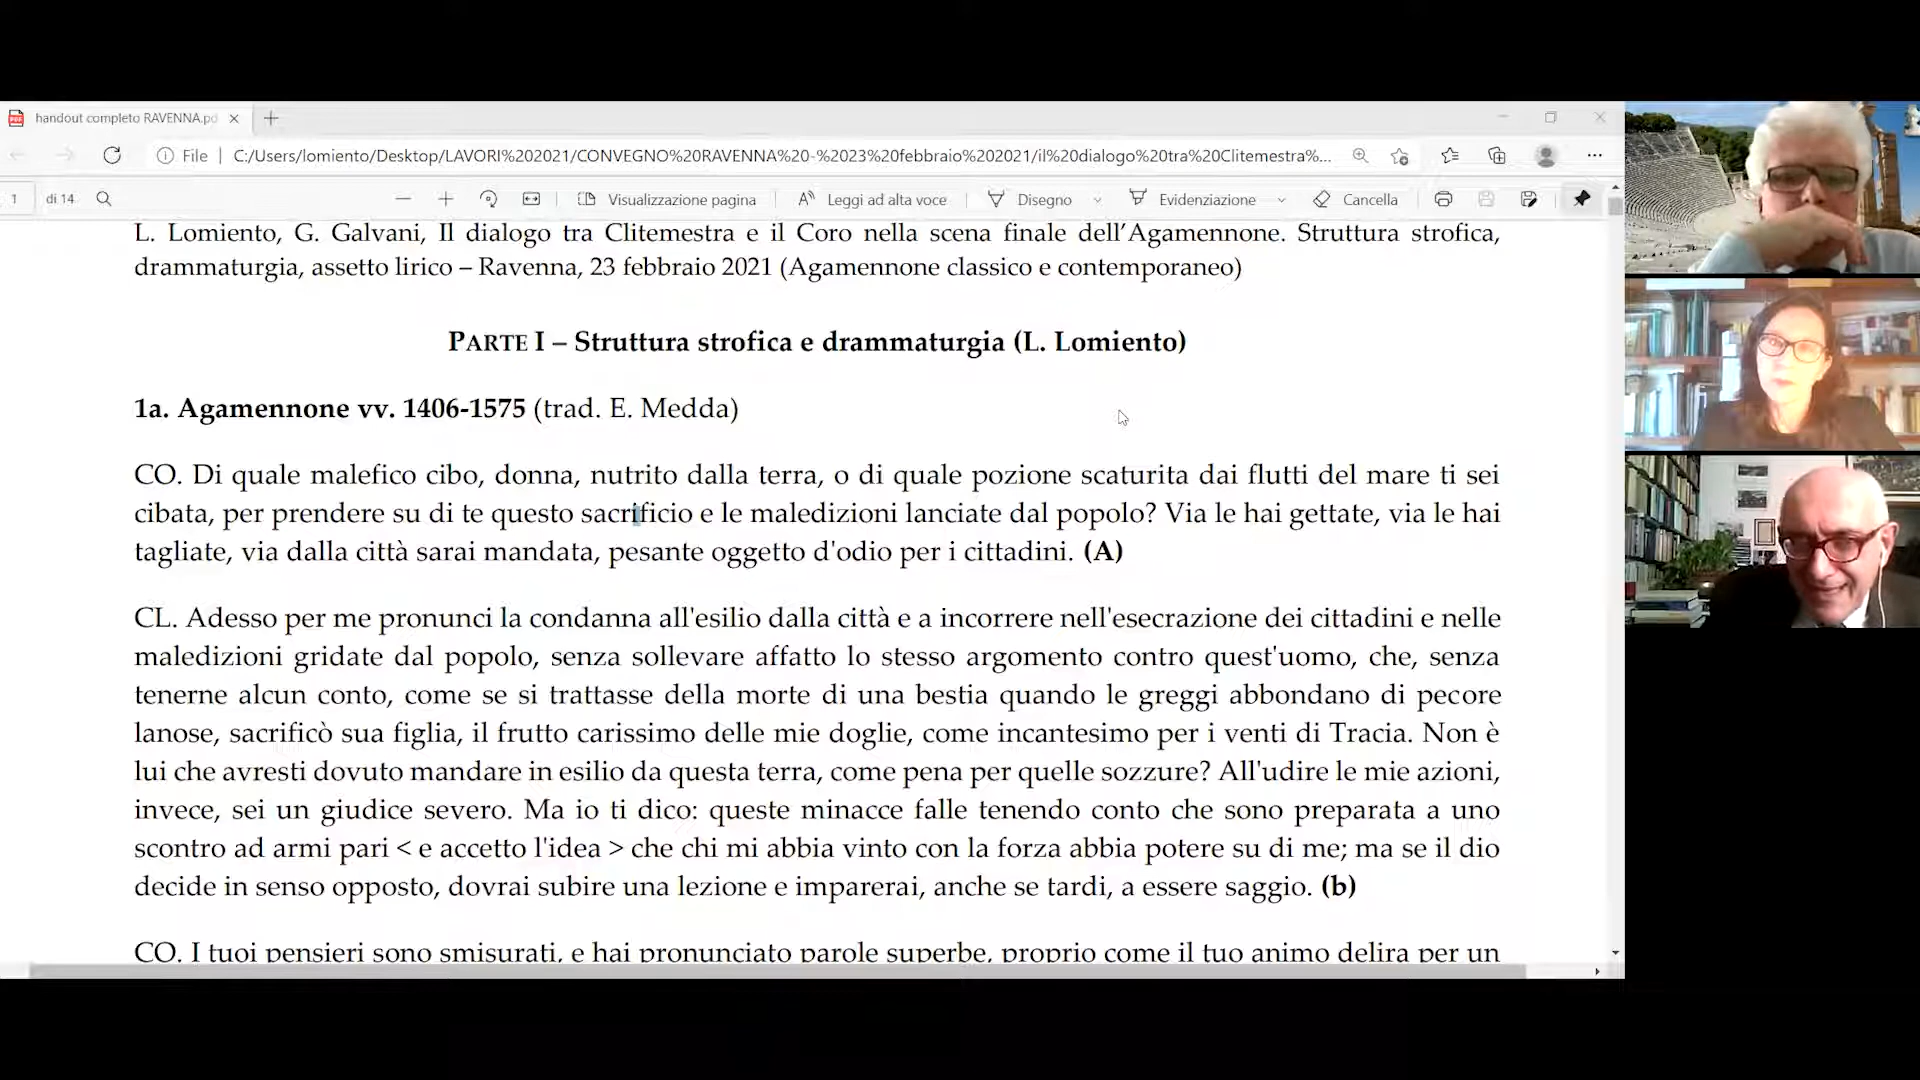 handout completo RAVENNA.pd
File
C:/Users/lomiento/Desktop/LAVORI%202021/CONVEGNO%20RAVENNA%20-%2023%20febbraio%202021/il%20dialogo%20tra%20Clitemestra%...
1 di 14
Visualizzazione pagina
Leggi ad alta voce
Disegno
Evidenziazione
Cancella
L. Lomiento, G. Galvani, Il dialogo tra Clitemestra e il Coro nella scena finale dell'Agamennone. Struttura strofica,
drammaturgia, assetto lirico – Ravenna, 23 febbraio 2021 (Agamennone classico e contemporaneo)
PARTE I – Struttura strofica e drammaturgia (L. Lomiento)
1a. Agamennone vv. 1406-1575 (trad. E. Medda)
CO. Di quale malefico cibo, donna, nutrito dalla terra, o di quale pozione scaturita dai flutti del mare ti sei
cibata, per prendere su di te questo sacrificio e le maledizioni lanciate dal popolo? Via le hai gettate, via le hai
tagliate, via dalla città sarai mandata, pesante oggetto d'odio per i cittadini. (A)
CL. Adesso per me pronunci la condanna all'esilio dalla città e a incorrere nell'esecrazione dei cittadini e nelle
maledizioni gridate dal popolo, senza sollevare affatto lo stesso argomento contro quest'uomo, che, senza
tenerne alcun conto, come se si trattasse della morte di una bestia quando le greggi abbondano di pecore
lanose, sacrificò sua figlia, il frutto carissimo delle mie doglie, come incantesimo per i venti di Tracia. Non è
lui che avresti dovuto mandare in esilio da questa terra, come pena per quelle sozzure? All'udire le mie azioni,
invece, sei un giudice severo. Ma io ti dico: queste minacce falle tenendo conto che sono preparata a uno
scontro ad armi pari < e accetto l'idea > che chi mi abbia vinto con la forza abbia potere su di me; ma se il dio
decide in senso opposto, dovrai subire una lezione e imparerai, anche se tardi, a essere saggio. (b)
CO. I tuoi pensieri sono smisurati, e hai pronunciato parole superbe, proprio come il tuo animo delira per un